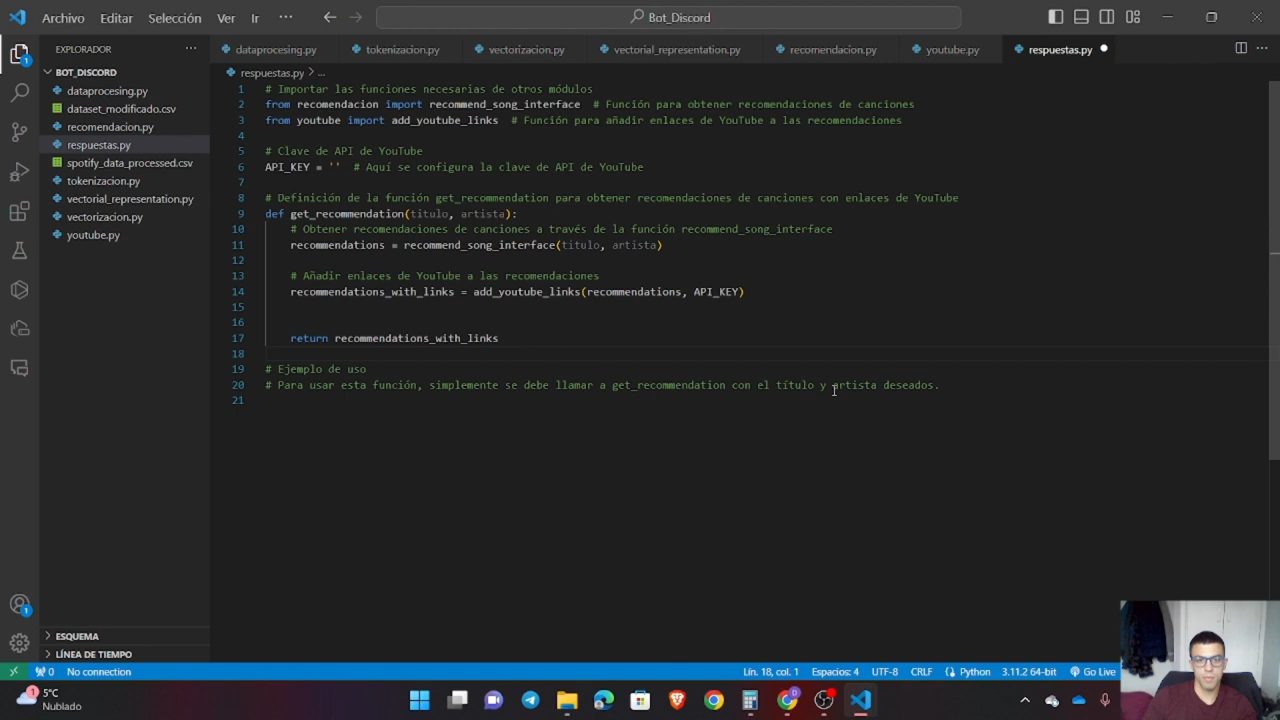 Archivo Editar Selección Ver Ir ··· Bot_Discord
EXPLORADOR ···
dataprocesing.py tokenizacion.py vectorizacion.py vectorial_representation.py recomendacion.py youtube.py respuestas.py
BOT_DISCORD
dataprocesing.py
dataset_modificado.csv
recomendacion.py
respuestas.py
spotify_data_processed.csv
tokenizacion.py
vectorial_representation.py
vectorizacion.py
youtube.py
respuestas.py > ...
1 # Importar las funciones necesarias de otros módulos
2 from recomendacion import recommend_song_interface # Función para obtener recomendaciones de canciones
3 from youtube import add_youtube_links # Función para añadir enlaces de YouTube a las recomendaciones
4
5 # Clave de API de YouTube
6 API_KEY = '' # Aquí se configura la clave de API de YouTube
7
8 # Definición de la función get_recommendation para obtener recomendaciones de canciones con enlaces de YouTube
9 def get_recommendation(titulo, artista):
10 # Obtener recomendaciones de canciones a través de la función recommend_song_interface
11 recommendations = recommend_song_interface(titulo, artista)
12
13 # Añadir enlaces de YouTube a las recomendaciones
14 recommendations_with_links = add_youtube_links(recommendations, API_KEY)
15
16
17 return recommendations_with_links
18
19 # Ejemplo de uso
20 # Para usar esta función, simplemente se debe llamar a get_recommendation con el título y artista deseados.
21
ESQUEMA
LÍNEA DE TIEMPO
0 No connection Lín. 18, col. 1 Espacios: 4 UTF-8 CRLF Python 3.11.2 64-bit Go Live
1
5°C
Nublado